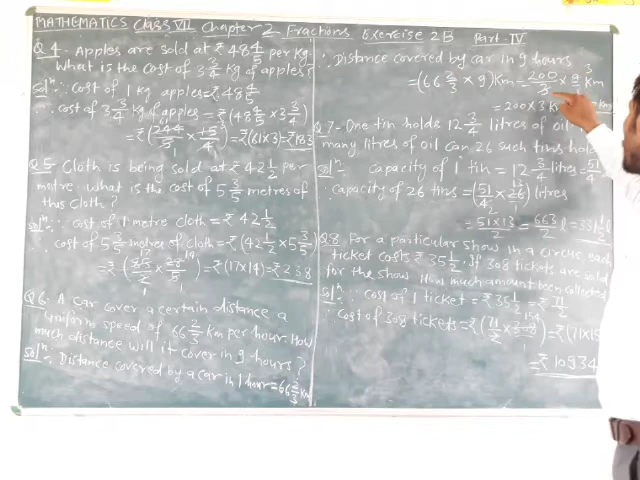 MATHEMATICS Class VII Chapter 2 Fractions Exercise 2B Part-IV
Q.4 Apples are sold at ₹48 4/5 per kg.
What is the cost of 3 3/4 kg of apples?
Solⁿ: ∵ Cost of 1 kg apples = ₹48 4/5
∴ cost of 3 3/4 kg of apples = ₹(48 4/5 × 3 3/4)
= ₹(244/5 × 15/4) = ₹(61×3) = ₹183
Q.5 Cloth is being sold at ₹42 1/2 per
metre. What is the cost of 5 3/5 metres of
this cloth?
Solⁿ: ∵ cost of 1 metre cloth = ₹42 1/2
∴ cost of 5 3/5 metres of cloth = ₹(42 1/2 × 5 3/5)
= ₹(85/2 × 28/5) = ₹(17×14) = ₹238
Q.6 A car cover a certain distance a
uniform speed of 66 2/3 km per hour. How
much distance will it cover in 9 hours?
Solⁿ: ∵ Distance covered by a car in 1 hour = 66 2/3 km
∴ Distance covered by car in 9 hours
= (66 2/3 × 9) Km = 200/3 × 9 Km
= 200×3
Q.7 One tin holds 12 3/4 litres of oil.
many litres of oil can 26 such tins hold
Solⁿ: ∵ capacity of 1 tin = 12 3/4 litres = 51/4
∴ capacity of 26 tins = (51/4 × 26/1) litres
= 51×13/2 = 663/2 l = 331 1/2 l
Q.8 For a particular show in a circus, each
ticket costs ₹35 1/2. If 308 tickets are sold
for the show. How much amount been collected
Solⁿ: ∵ cost of 1 ticket = ₹35 1/2 = ₹71/2
∴ Cost of 308 tickets = ₹(71/2 × 308) = ₹(71×15
= ₹10934